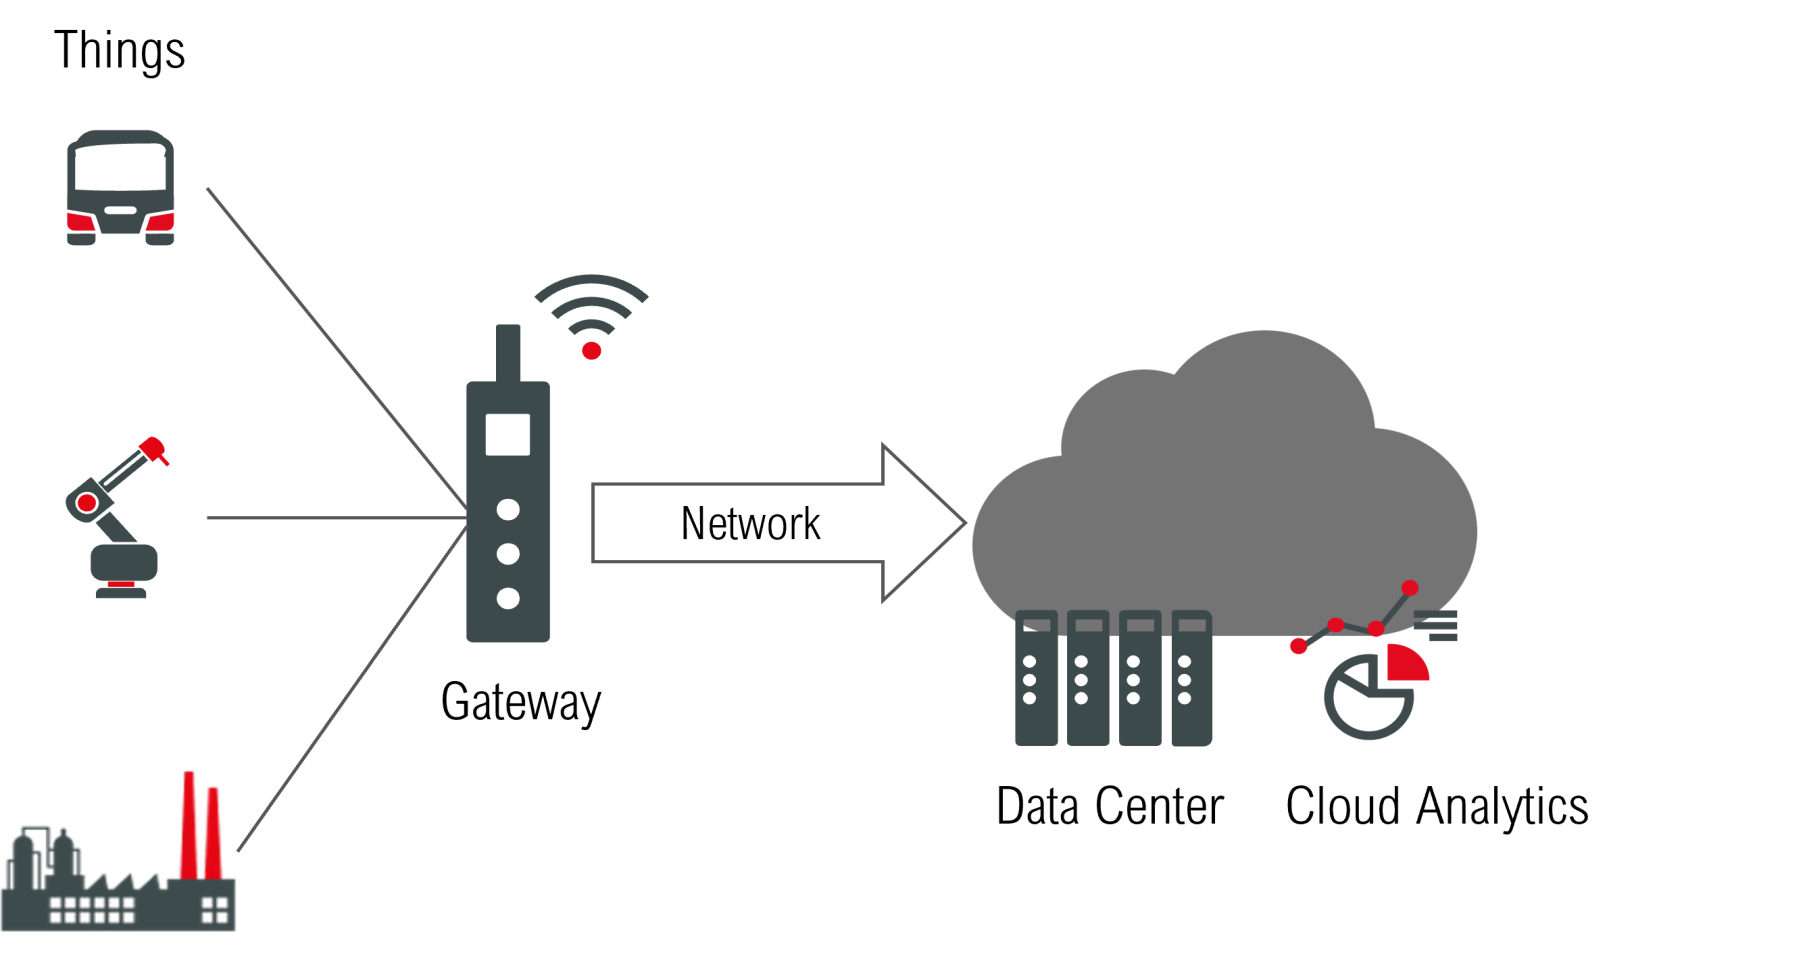 Things
Network
Gateway
Data Center
Cloud Analytics